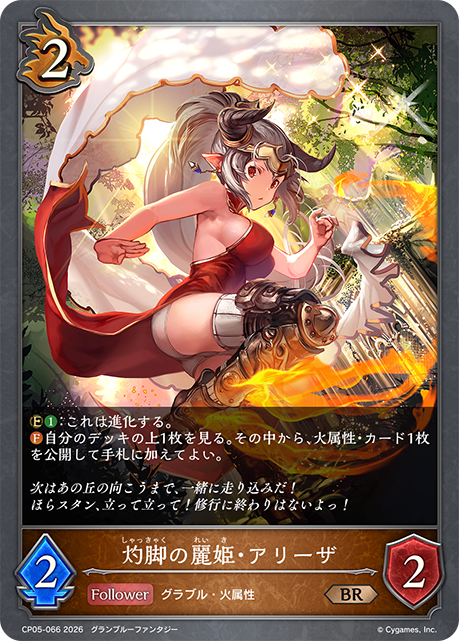 2
E 1:これは進化する。
F 自分のデッキの上1枚を見る。その中から、火属性・カード1枚
を公開して手札に加えてよい。
次はあの丘の向こうまで、一緒に走り込みだ!
ほらスタン、立って立って!修行に終わりはないよっ!
しゃっきゃく れいき
灼脚の麗姫・アリーザ
2
Follower グラブル・火属性 BR
2
CP05-066 2026 グランブルーファンタジー © Cygames, Inc.